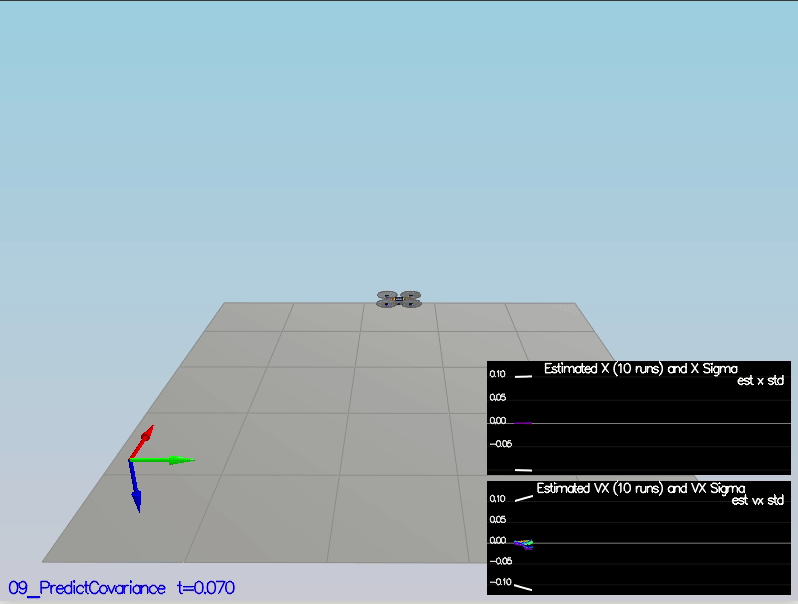 Estimated X (10 runs) and X Sigma
est x std
0.10
0.05
0.00
−0.05
Estimated VX (10 runs) and VX Sigma
est vx std
0.10
0.05
0.00
−0.05
−0.10
09_PredictCovariance t=0.070